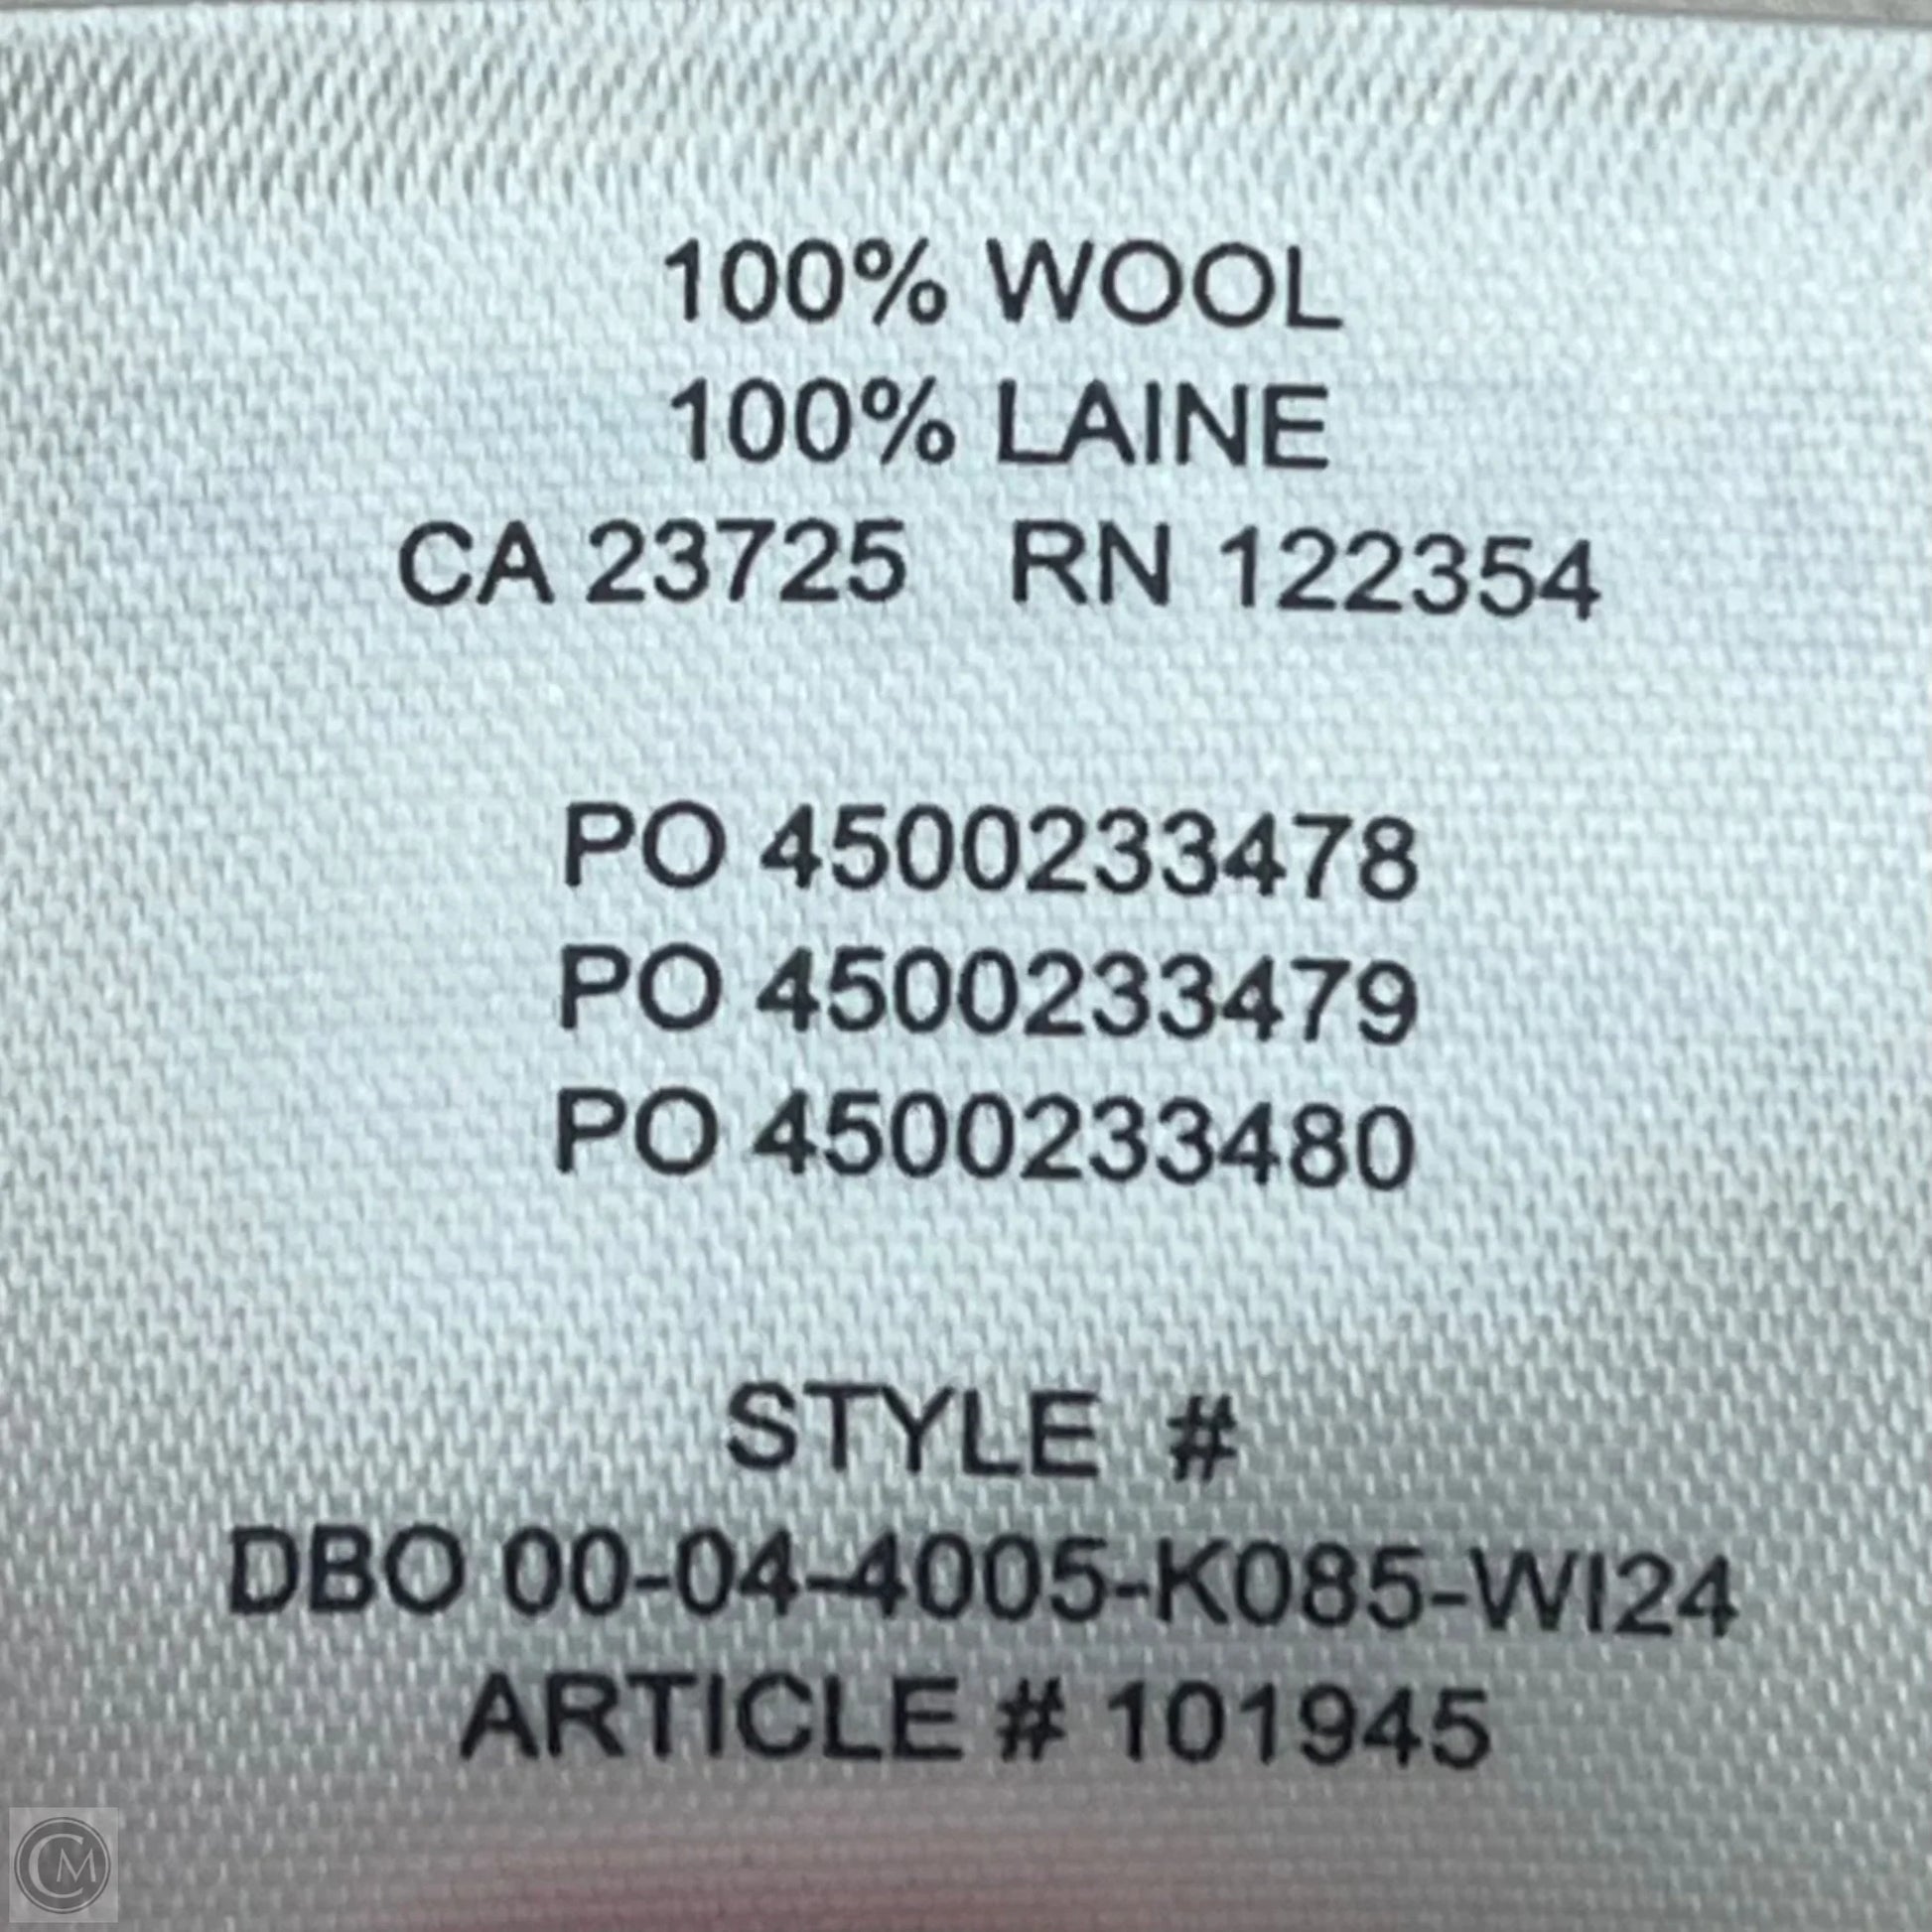 100% WOOL
100% LAINE
CA 23725 RN 122354
PO 4500233478
PO 4500233479
PO 4500233480
STYLE #
DBO 00-04-4005-K085-WI24
ARTICLE # 101945
CM